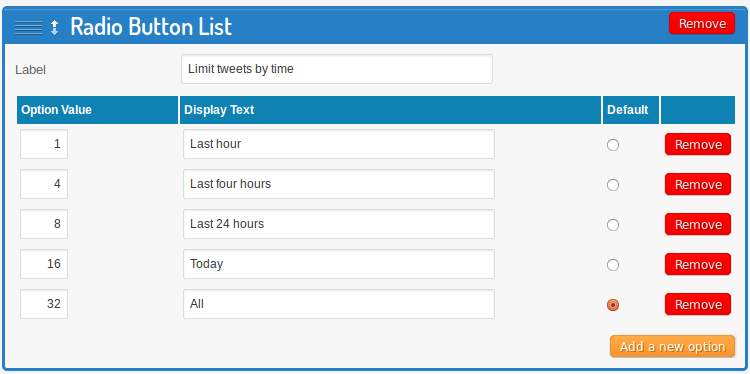 Radio Button List Remove
Label Limit tweets by time
Option Value Display Text Default
1 Last hour Remove
4 Last four hours Remove
8 Last 24 hours Remove
16 Today Remove
32 All Remove
Add a new option